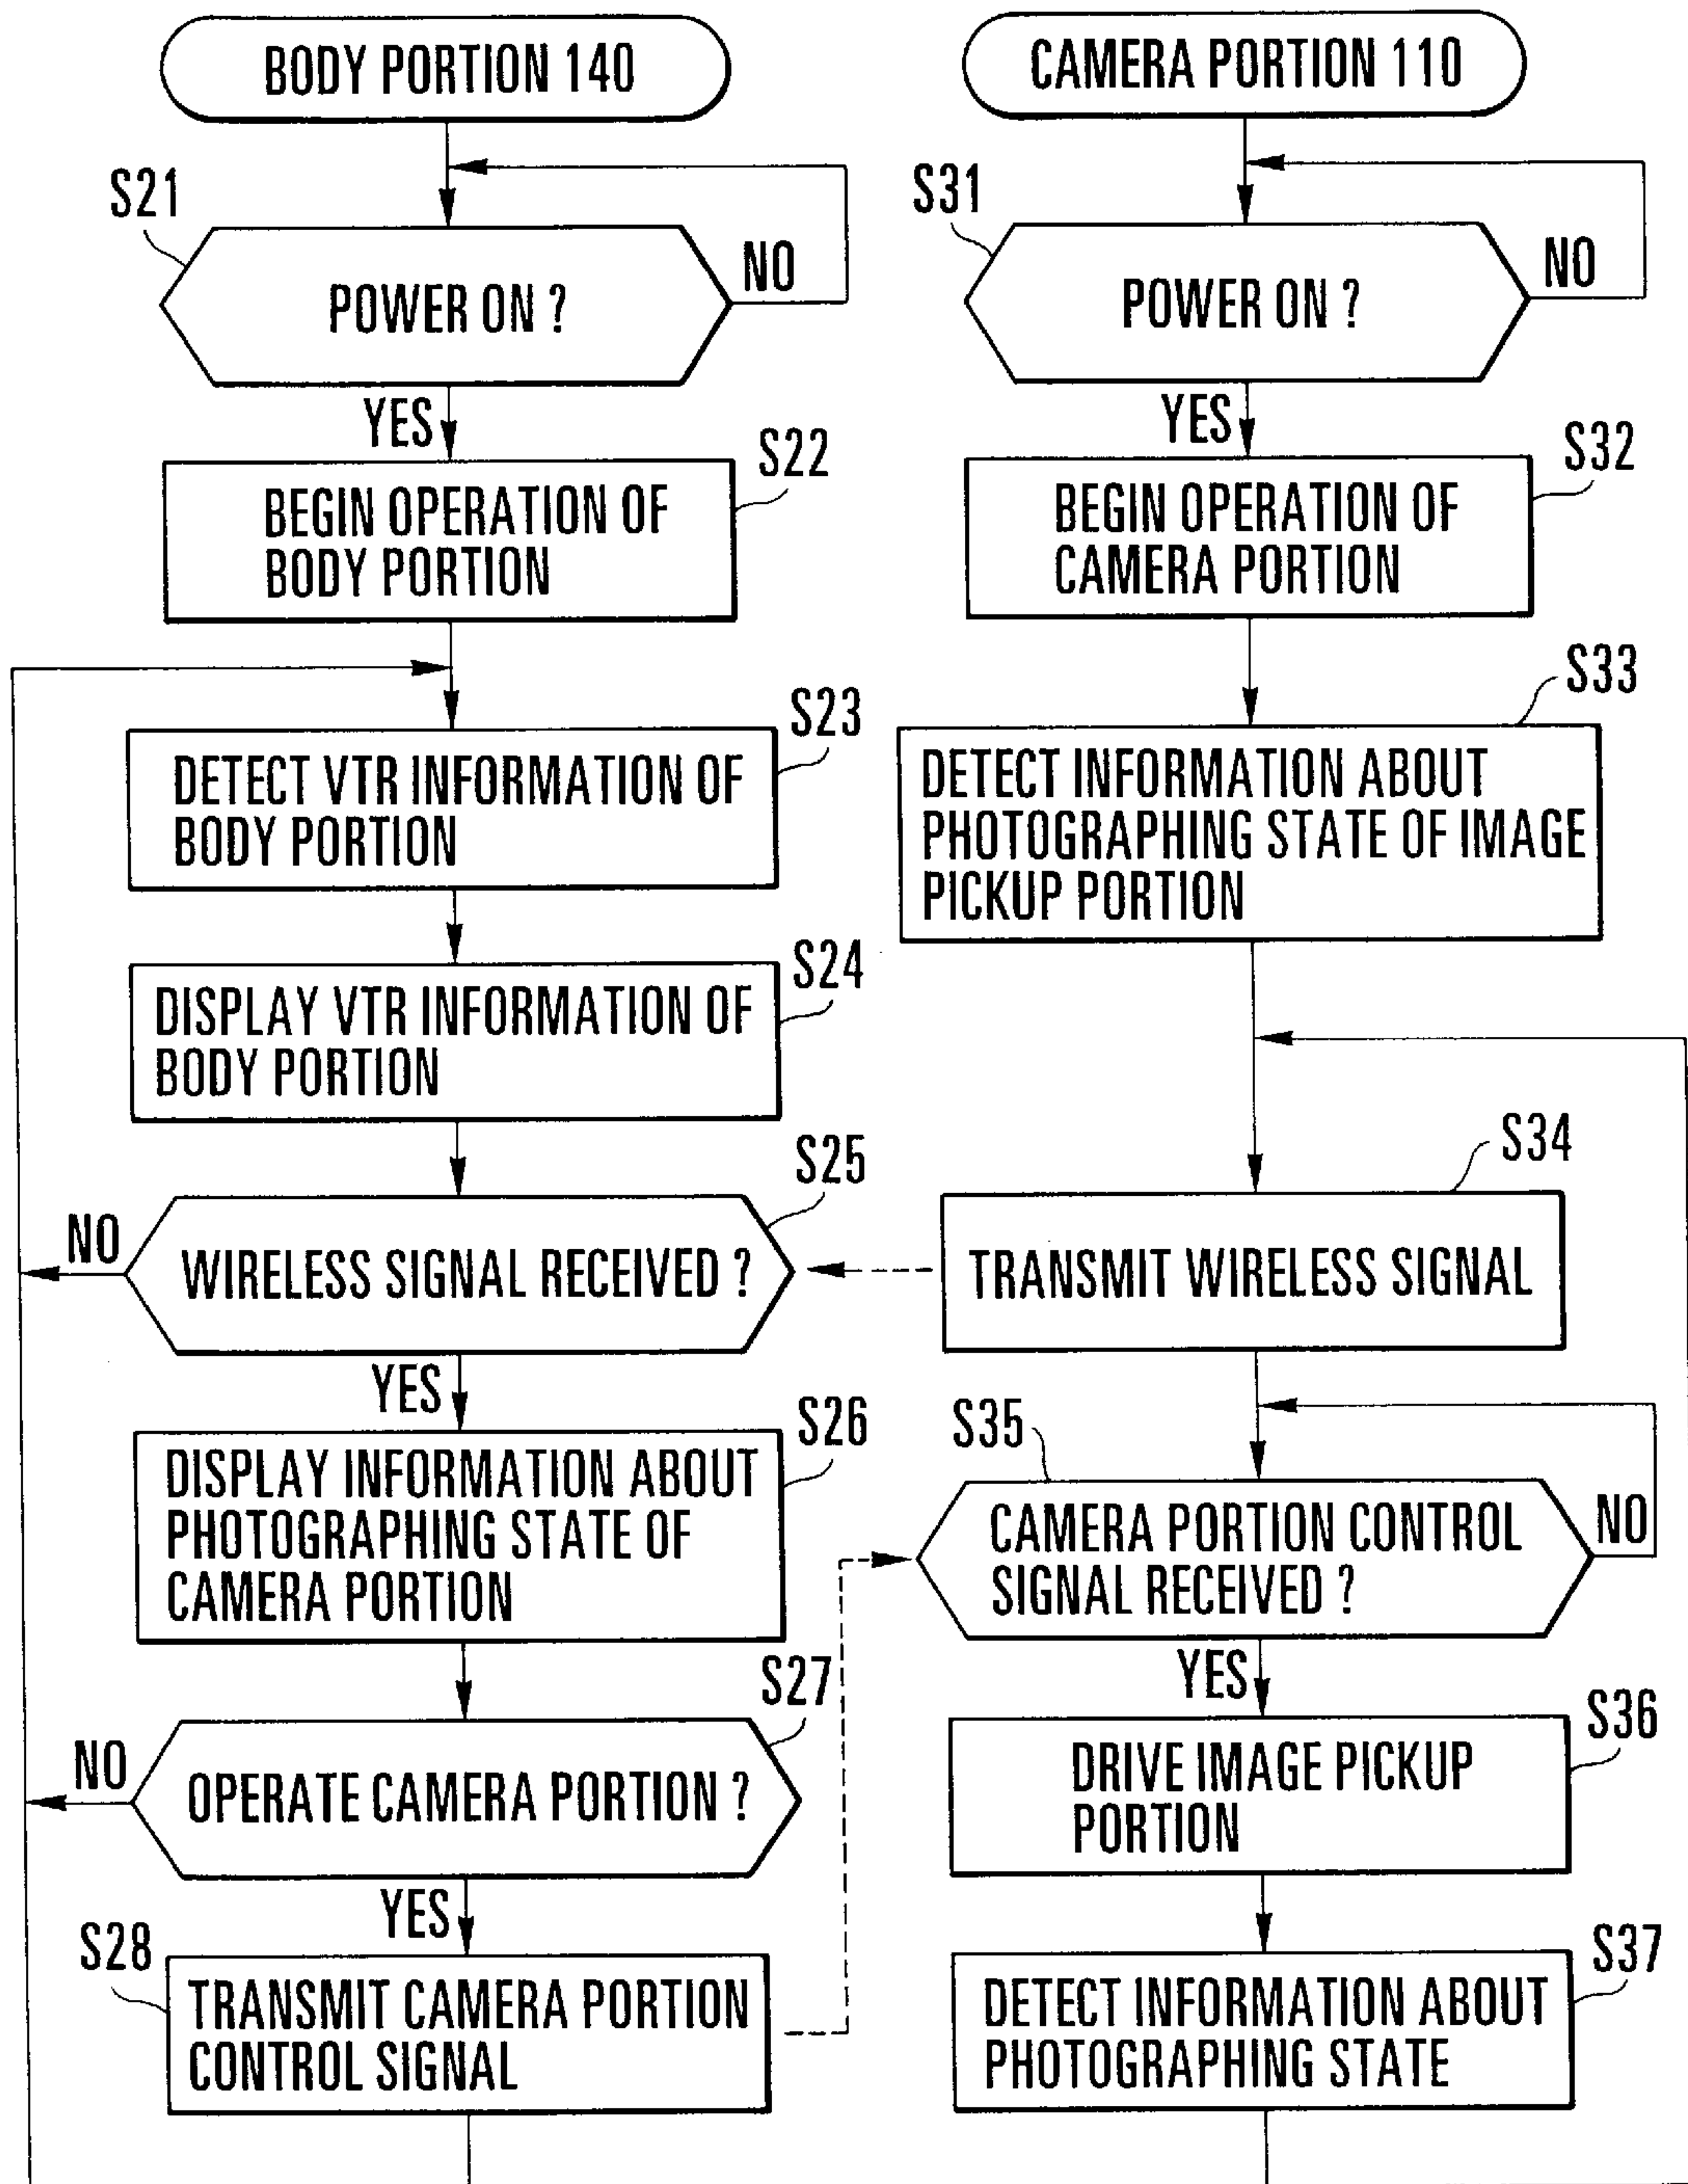 BODY PORTION 140
S21
POWER ON ?
NO
YES
S22
BEGIN OPERATION OF
BODY PORTION
S23
DETECT VTR INFORMATION OF
BODY PORTION
S24
DISPLAY VTR INFORMATION OF
BODY PORTION
S25
NO
WIRELESS SIGNAL RECEIVED ?
YES
S26
DISPLAY INFORMATION ABOUT
PHOTOGRAPHING STATE OF
CAMERA PORTION
S27
NO
OPERATE CAMERA PORTION ?
YES
S28
TRANSMIT CAMERA PORTION
CONTROL SIGNAL
CAMERA PORTION 110
S31
POWER ON ?
NO
YES
S32
BEGIN OPERATION OF
CAMERA PORTION
S33
DETECT INFORMATION ABOUT
PHOTOGRAPHING STATE OF IMAGE
PICKUP PORTION
S34
TRANSMIT WIRELESS SIGNAL
S35
CAMERA PORTION CONTROL
SIGNAL RECEIVED ?
NO
YES
S36
DRIVE IMAGE PICKUP
PORTION
S37
DETECT INFORMATION ABOUT
PHOTOGRAPHING STATE